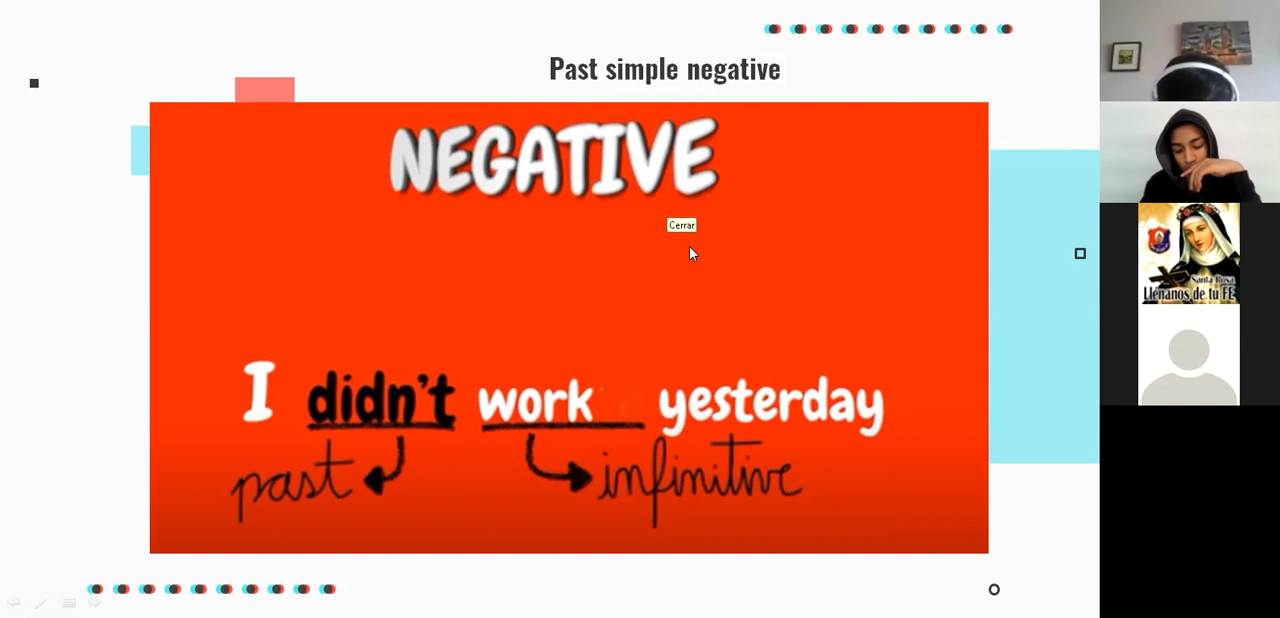 Past simple negative
NEGATIVE
Cerrar
I didn't work yesterday
past infinitive
Santa Rosa
Llénanos de tu FE